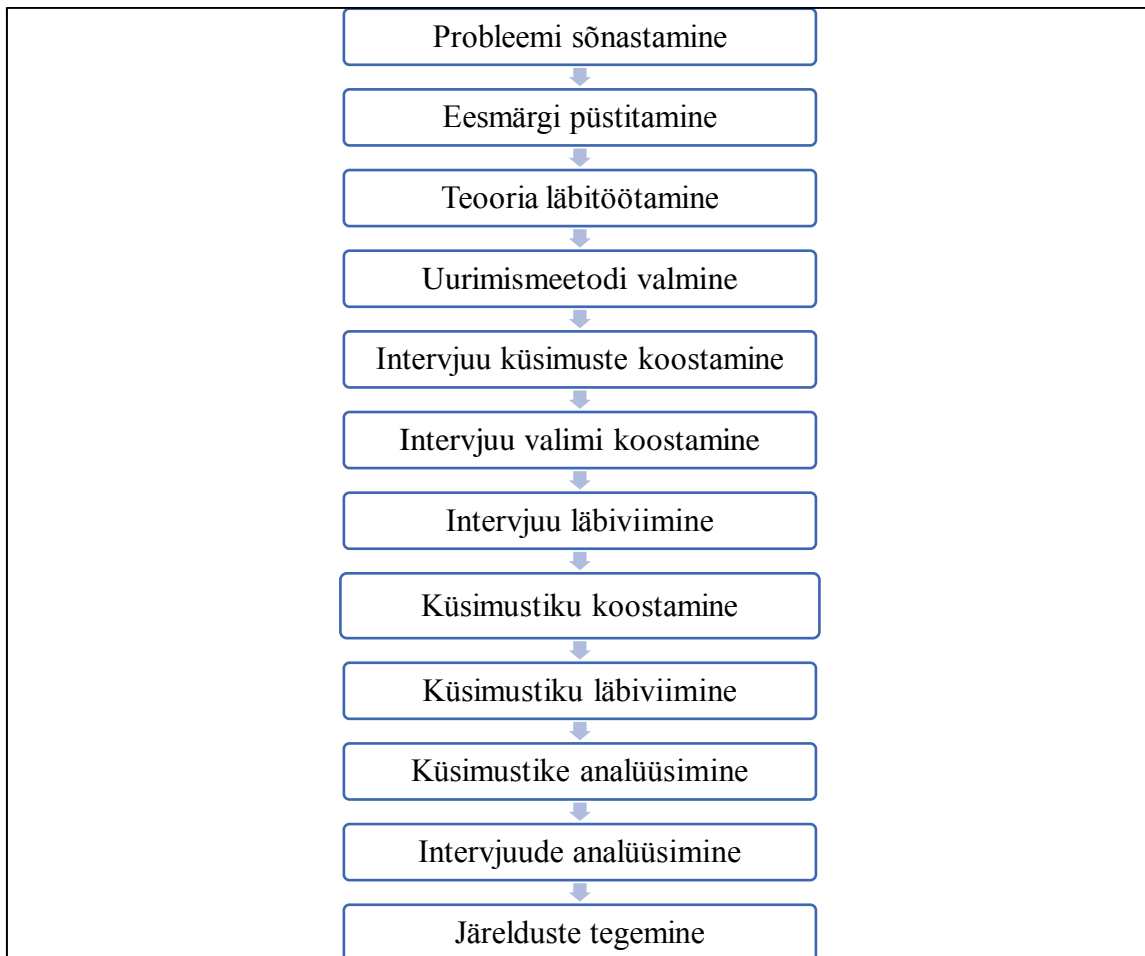 Probleemi sõnastamine
Eesmärgi püstitamine
Teooria läbitöötamine
Uurimismeetodi valmine
Intervjuu küsimuste koostamine
Intervjuu valimi koostamine
Intervjuu läbiviimine
Küsimustiku koostamine
Küsimustiku läbiviimine
Küsimustike analüüsimine
Intervjuude analüüsimine
Järelduste tegemine